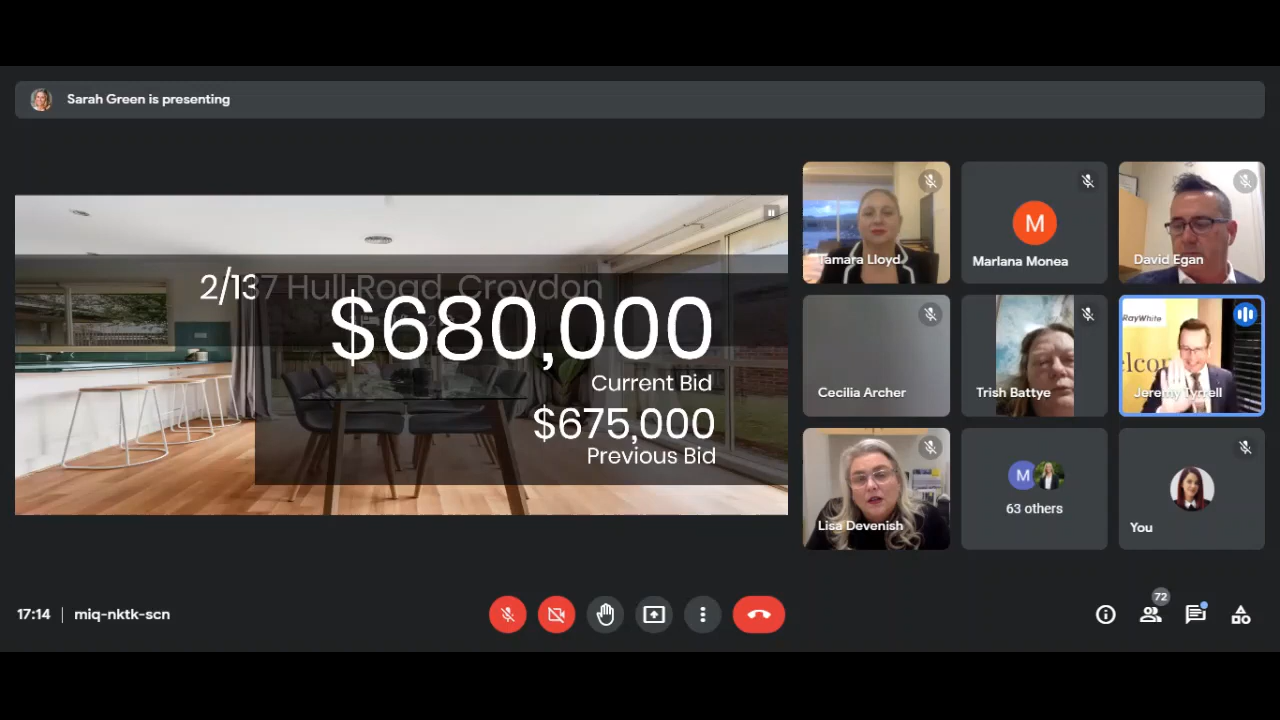 Sarah Green is presenting
2/137 Hull Road, Croydon
$680,000
Current Bid
$675,000
Previous Bid
Tamara Lloyd
M
Marlana Monea
David Egan
Cecilia Archer
Trish Battye
RayWhite
elcom
Jeremy Tyrrell
Lisa Devenish
M
63 others
You
17:14 | miq-nktk-scn
72